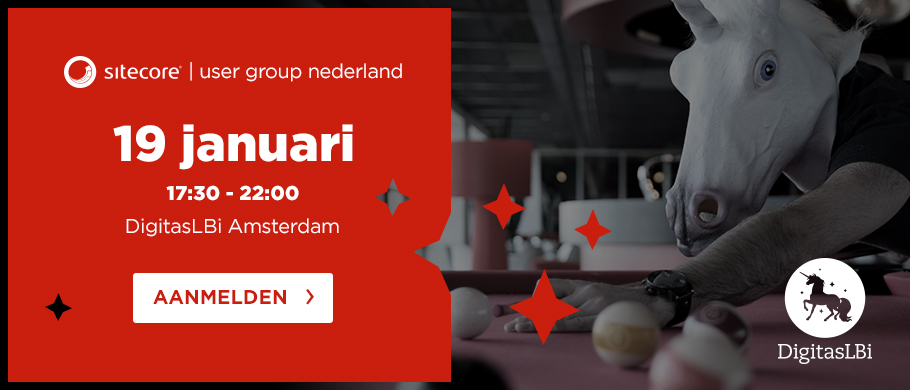 sitecore | user group nederland
19 januari
17:30 - 22:00
DigitasLBi Amsterdam
AANMELDEN >
DigitasLBi